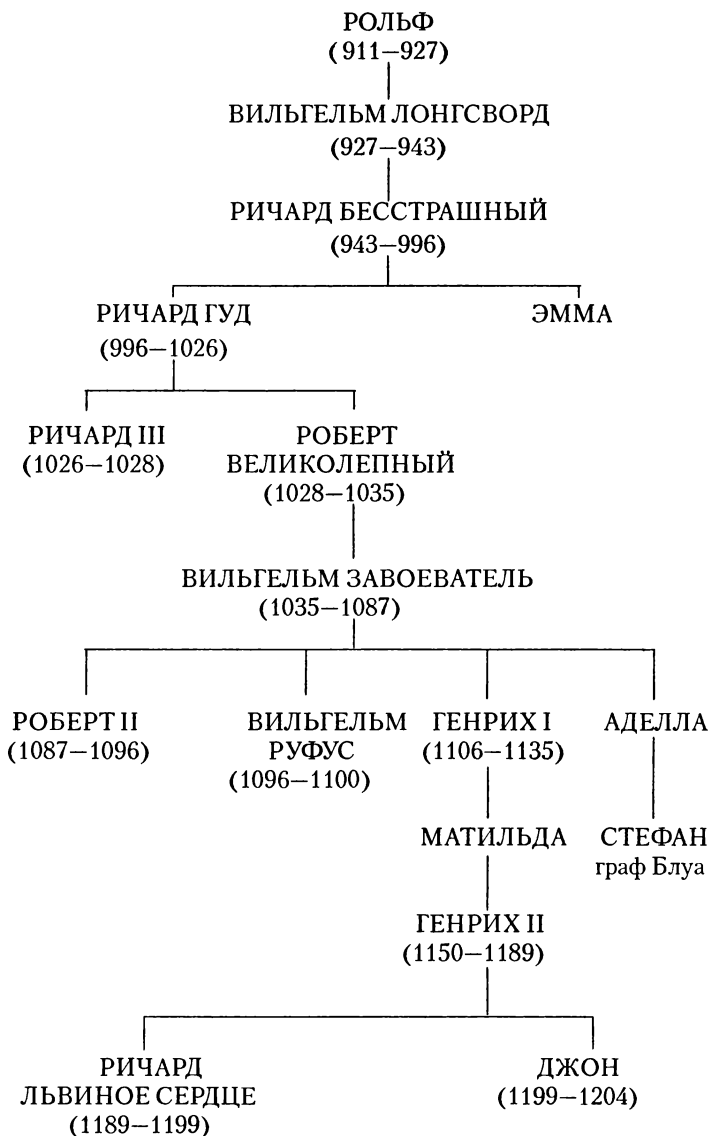 РОЛЬФ
(911—927)
ВИЛЬГЕЛЬМ ЛОНГСВОРД
(927—943)
РИЧАРД БЕССТРАШНЫЙ
(943—996)
РИЧАРД ГУД
(996—1026)
ЭММА
РИЧАРД III
(1026—1028)
РОБЕРТ
ВЕЛИКОЛЕПНЫЙ
(1028—1035)
ВИЛЬГЕЛЬМ ЗАВОЕВАТЕЛЬ
(1035—1087)
РОБЕРТ II
(1087—1096)
ВИЛЬГЕЛЬМ
РУФУС
(1096—1100)
ГЕНРИХ I
(1106—1135)
АДЕЛЛА
МАТИЛЬДА
СТЕФАН
граф Блуа
ГЕНРИХ II
(1150—1189)
РИЧАРД
ЛЬВИНОЕ СЕРДЦЕ
(1189—1199)
ДЖОН
(1199—1204)